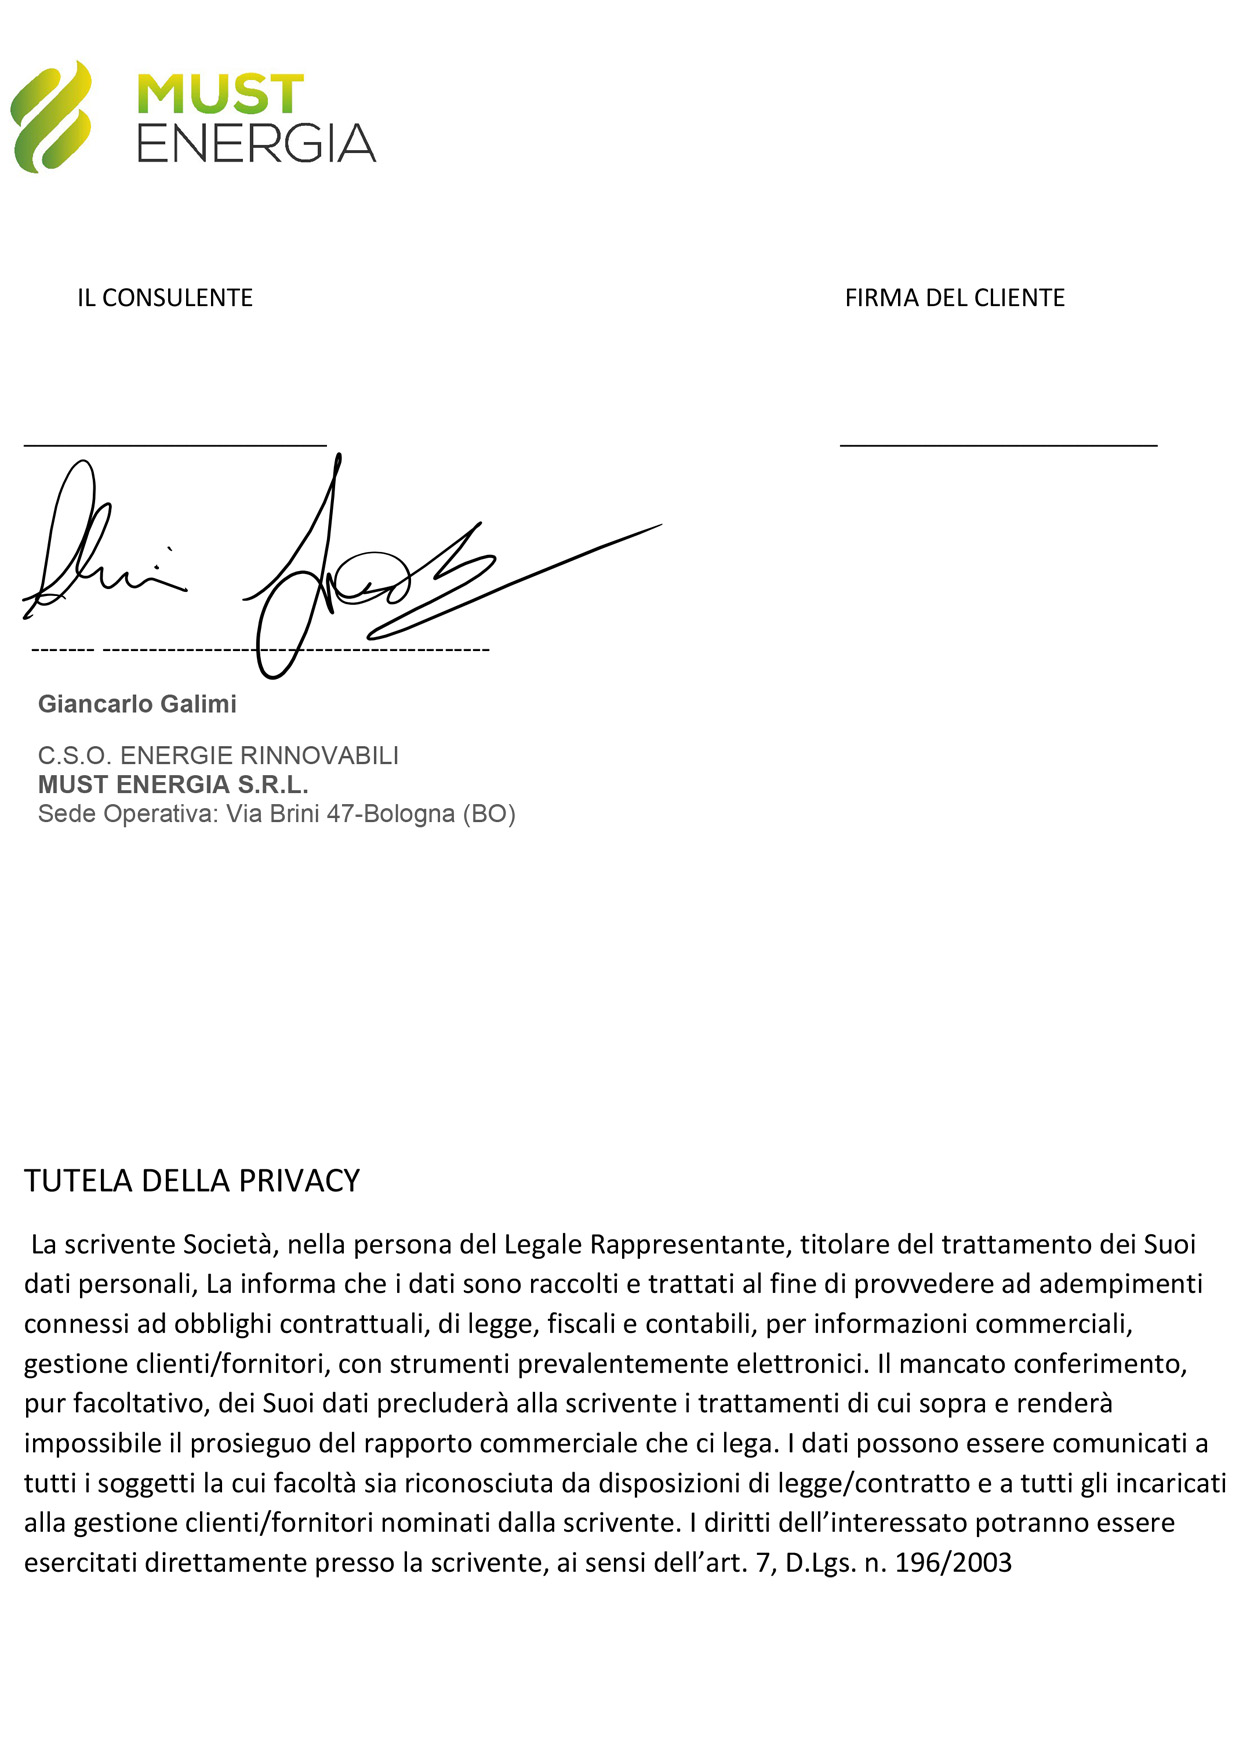 MUST
ENERGIA
IL CONSULENTE FIRMA DEL CLIENTE
Giancarlo Galimi
C.S.O. ENERGIE RINNOVABILI
MUST ENERGIA S.R.L.
Sede Operativa: Via Brini 47-Bologna (BO)
TUTELA DELLA PRIVACY
La scrivente Società, nella persona del Legale Rappresentante, titolare del trattamento dei Suoi
dati personali, La informa che i dati sono raccolti e trattati al fine di provvedere ad adempimenti
connessi ad obblighi contrattuali, di legge, fiscali e contabili, per informazioni commerciali,
gestione clienti/fornitori, con strumenti prevalentemente elettronici. Il mancato conferimento,
pur facoltativo, dei Suoi dati precluderà alla scrivente i trattamenti di cui sopra e renderà
impossibile il prosieguo del rapporto commerciale che ci lega. I dati possono essere comunicati a
tutti i soggetti la cui facoltà sia riconosciuta da disposizioni di legge/contratto e a tutti gli incaricati
alla gestione clienti/fornitori nominati dalla scrivente. I diritti dell’interessato potranno essere
esercitati direttamente presso la scrivente, ai sensi dell’art. 7, D.Lgs. n. 196/2003